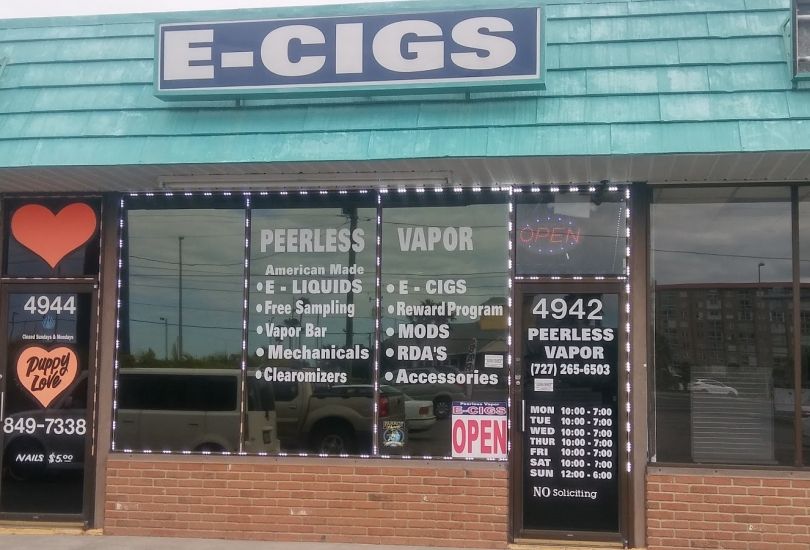 E-CIGS
4944
Closed Sundays & Mondays
Puppy
Love
849-7338
NAILS $5.00
PEERLESS VAPOR
American Made
• E - LIQUIDS
• Free Sampling
• Vapor Bar
• Mechanicals
• Clearomizers
• E - CIGS
• Reward Program
• MODS
• RDA'S
• Accessories
Peerless Vapor
E-CIGS
OPEN
OPEN
4942
PEERLESS
VAPOR
(727) 265-6503
MON 10:00 - 7:00
TUE 10:00 - 7:00
WED 10:00 - 7:00
THUR 10:00 - 7:00
FRI 10:00 - 7:00
SAT 10:00 - 7:00
SUN 12:00 - 6:00
NO Soliciting